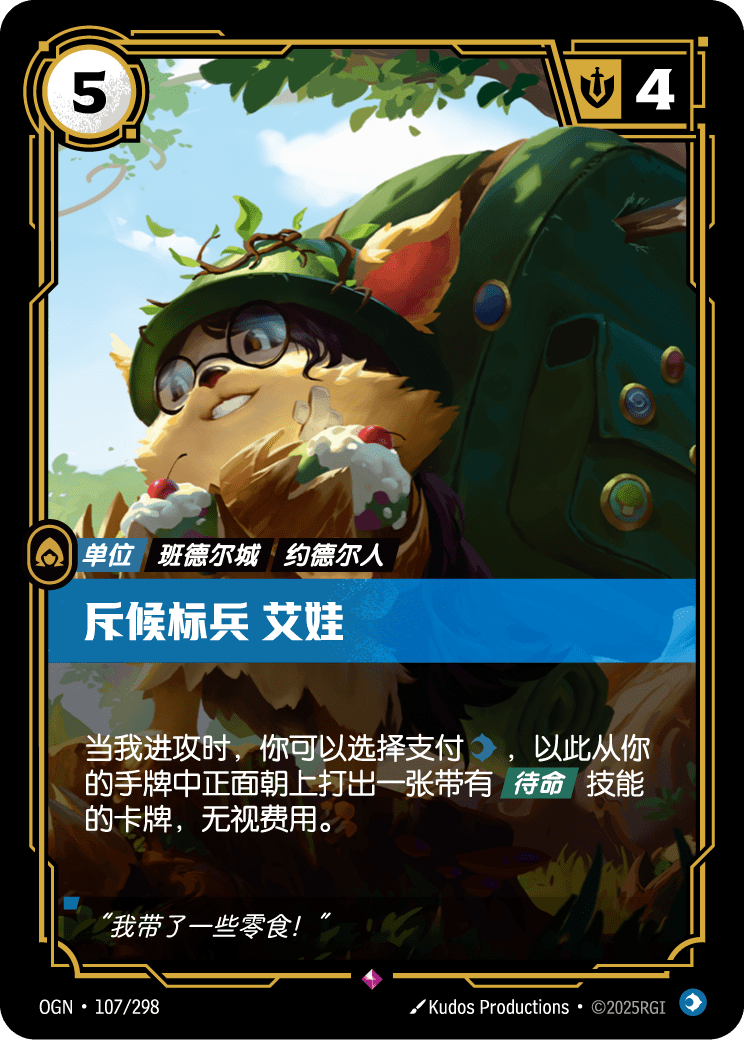 5
4
单位 班德尔城 约德尔人
斥候标兵 艾娃
当我进攻时，你可以选择支付 ，以此从你
的手牌中正面朝上打出一张带有 待命 技能
的卡牌，无视费用。
“我带了一些零食！”
OGN • 107/298 Kudos Productions • ©2025RGI